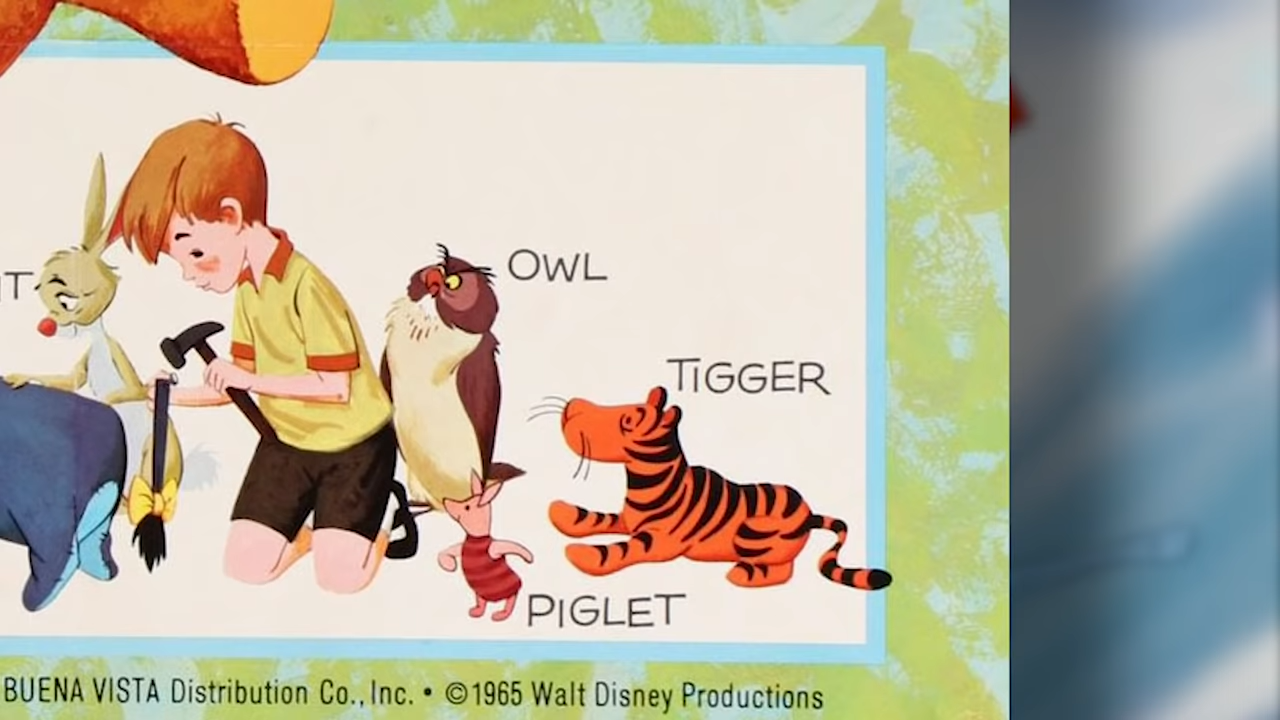 OWL
TIGGER
PIGLET
BUENA VISTA Distribution Co., Inc. • ©1965 Walt Disney Productions